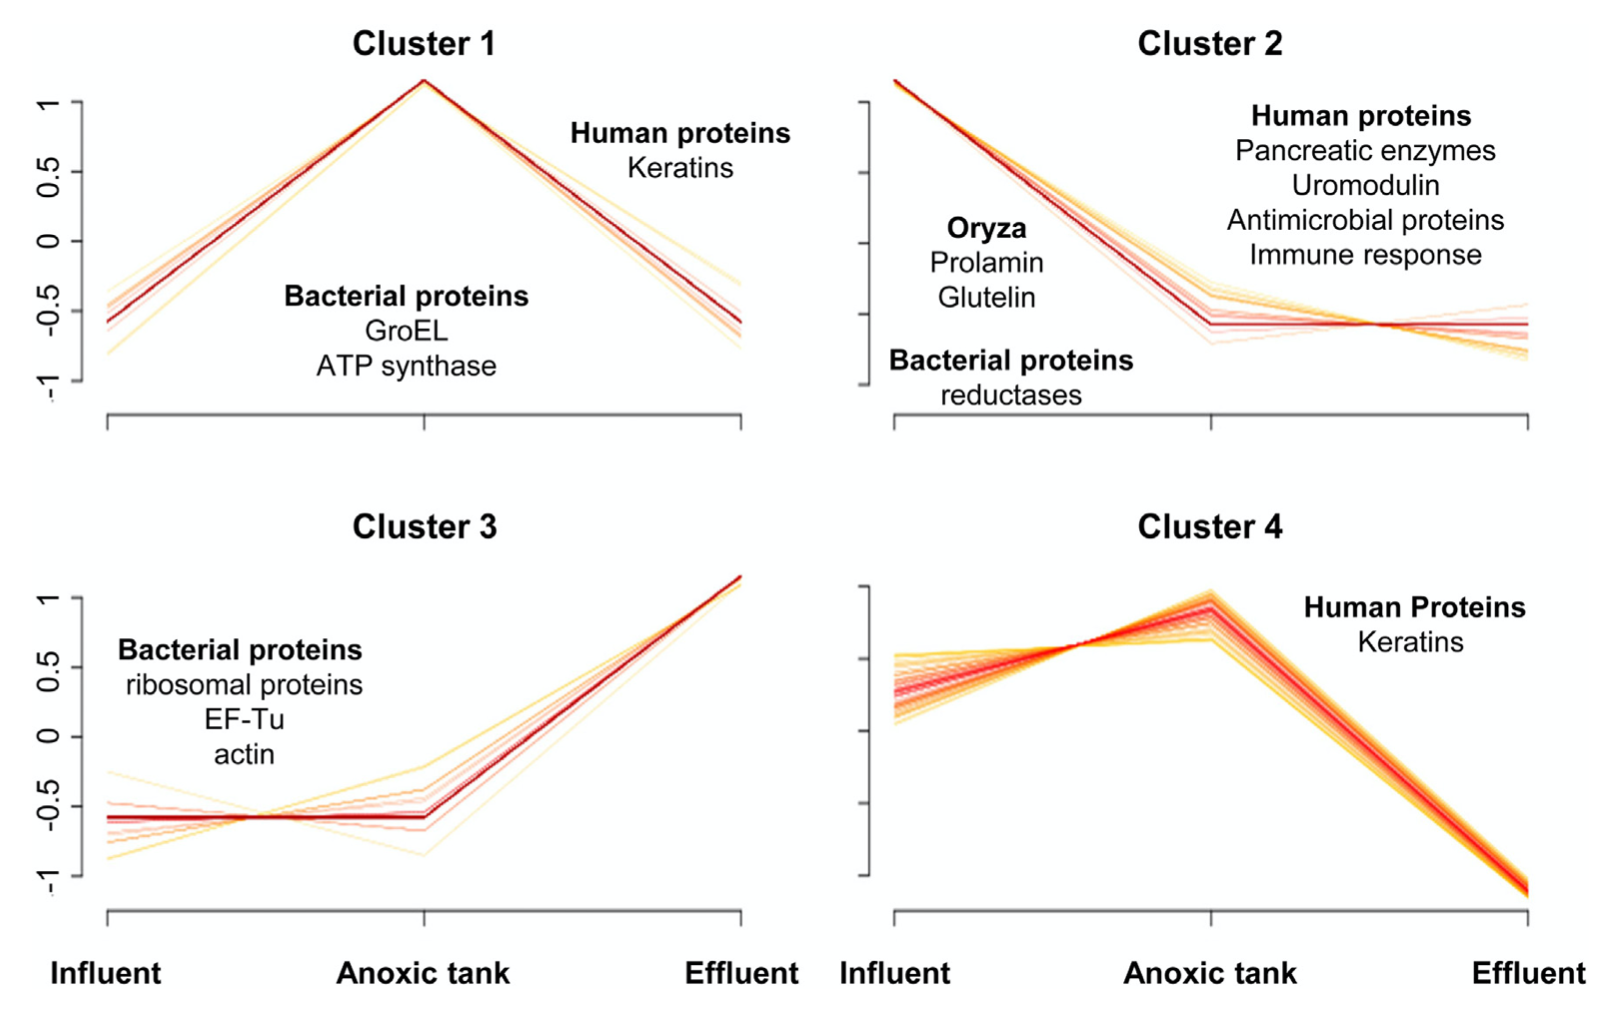 Cluster 1
1
0.5
0
-0.5
-1
Human proteins
Keratins
Bacterial proteins
GroEL
ATP synthase
Cluster 2
Human proteins
Pancreatic enzymes
Uromodulin
Antimicrobial proteins
Immune response
Oryza
Prolamin
Glutelin
Bacterial proteins
reductases
Cluster 3
1
0.5
0
-0.5
-1
Bacterial proteins
ribosomal proteins
EF-Tu
actin
Influent Anoxic tank Effluent
Cluster 4
Human Proteins
Keratins
Influent Anoxic tank Effluent